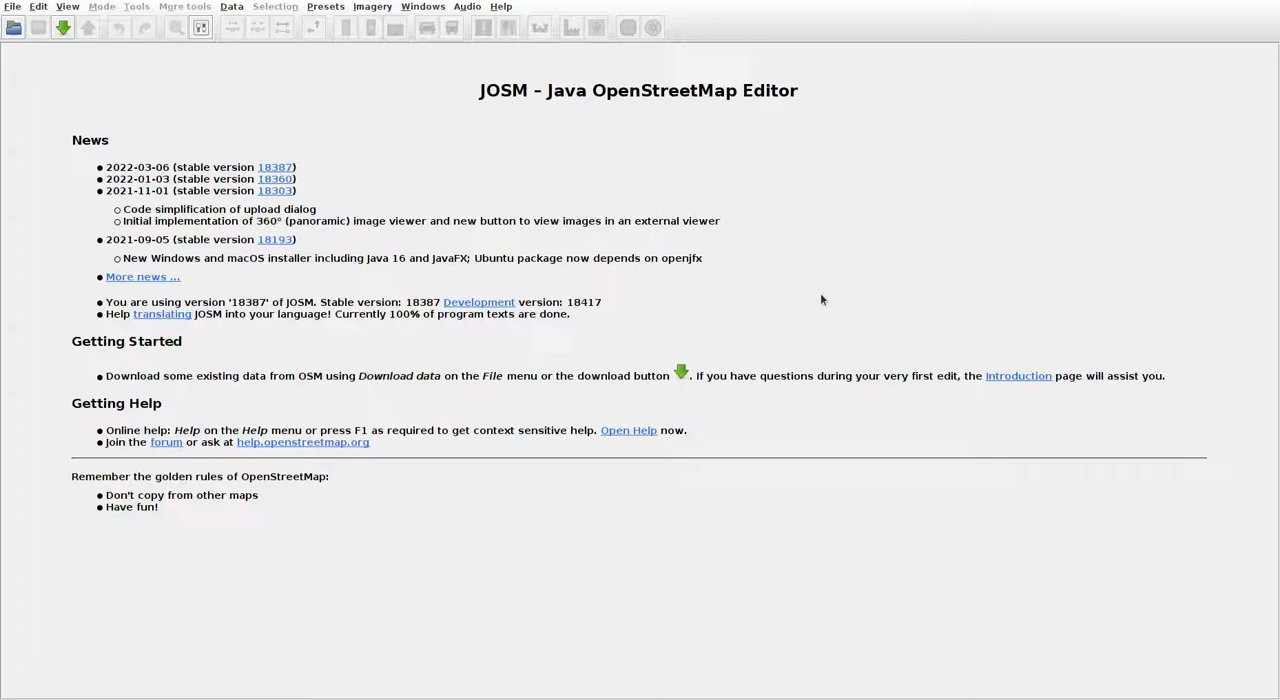 File Edit View Mode Tools More tools Data Selection Presets Imagery Windows Audio Help
JOSM – Java OpenStreetMap Editor
News
2022-03-06 (stable version 18387)
2022-01-03 (stable version 18360)
2021-11-01 (stable version 18303)
Code simplification of upload dialog
Initial implementation of 360° (panoramic) image viewer and new button to view images in an external viewer
2021-09-05 (stable version 18193)
New Windows and macOS installer including Java 16 and JavaFX; Ubuntu package now depends on openjfx
More news ...
You are using version '18387' of JOSM. Stable version: 18387 Development version: 18417
Help translating JOSM into your language! Currently 100% of program texts are done.
Getting Started
Download some existing data from OSM using Download data on the File menu or the download button . If you have questions during your very first edit, the Introduction page will assist you.
Getting Help
Online help: Help on the Help menu or press F1 as required to get context sensitive help. Open Help now.
Join the forum or ask at help.openstreetmap.org
Remember the golden rules of OpenStreetMap:
Don't copy from other maps
Have fun!